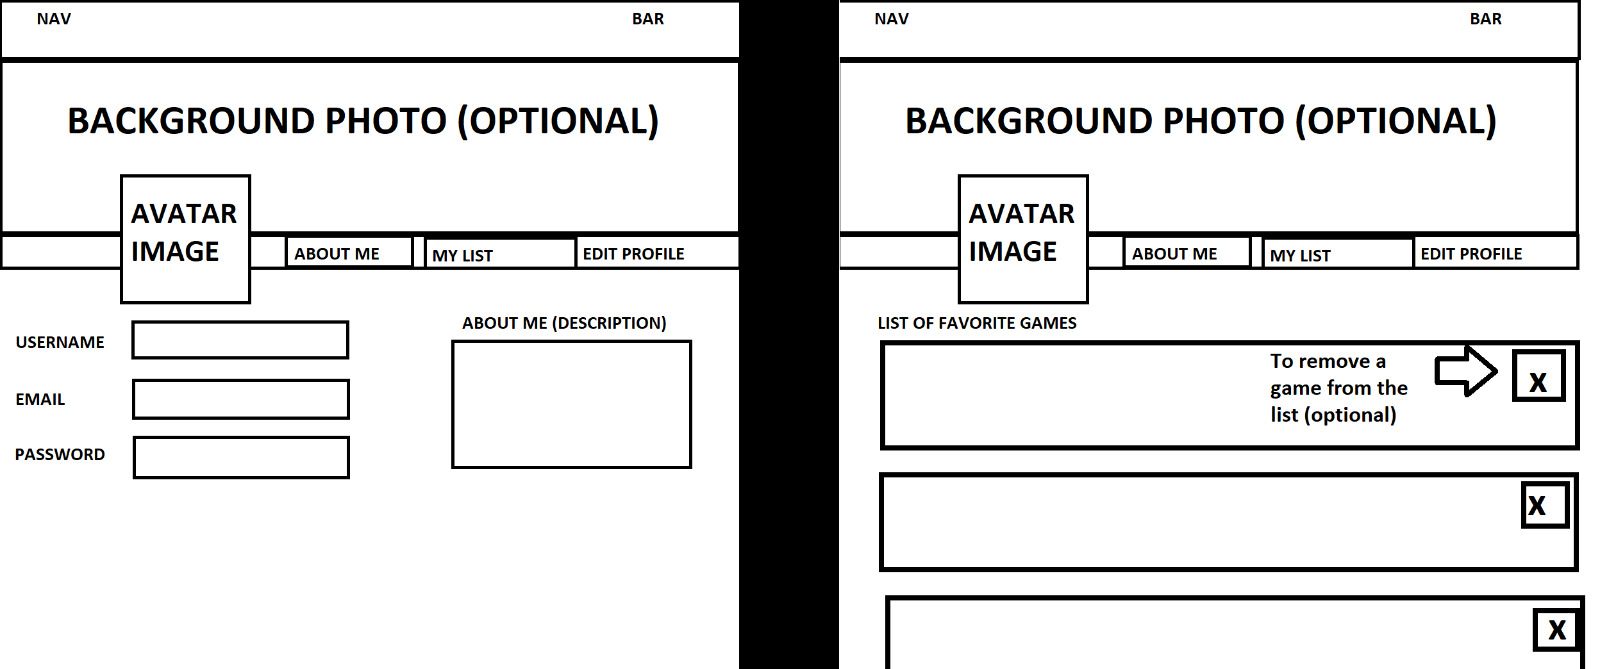 NAV BAR
BACKGROUND PHOTO (OPTIONAL)
AVATAR
IMAGE
ABOUT ME
MY LIST
EDIT PROFILE
USERNAME
EMAIL
PASSWORD
ABOUT ME (DESCRIPTION)
NAV BAR
BACKGROUND PHOTO (OPTIONAL)
AVATAR
IMAGE
ABOUT ME
MY LIST
EDIT PROFILE
LIST OF FAVORITE GAMES
To remove a
game from the
list (optional)
X
X
X